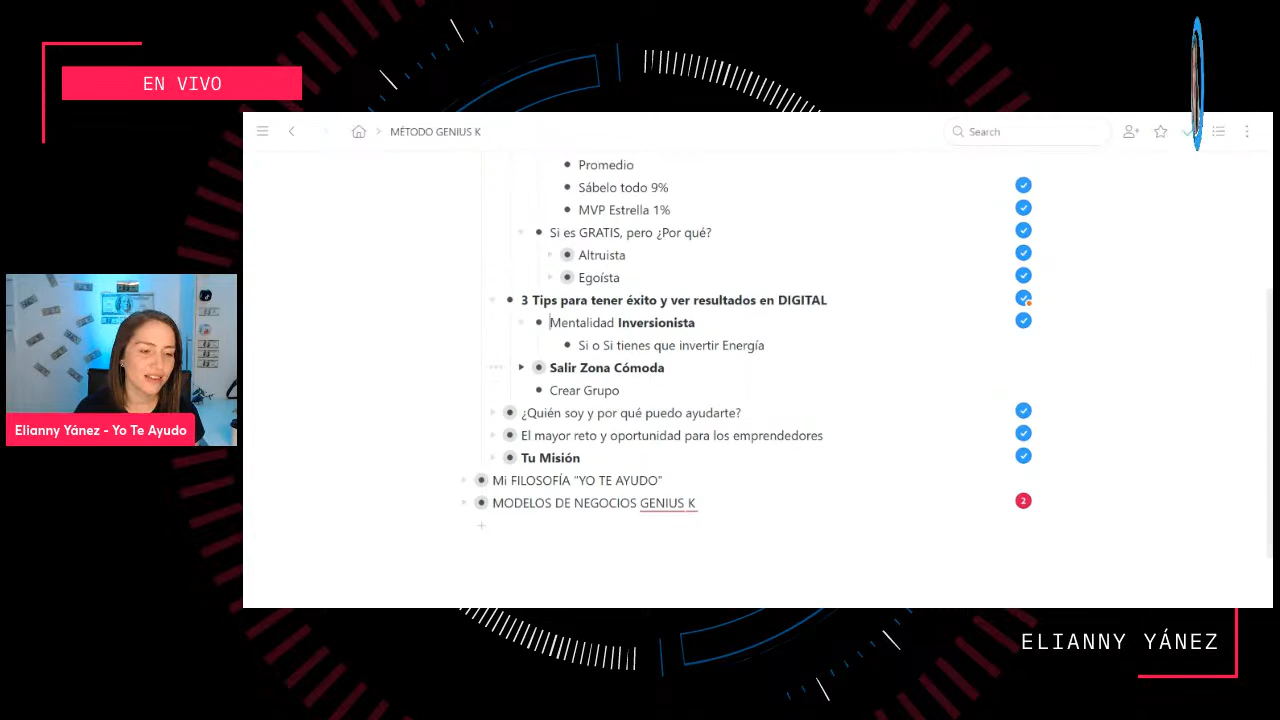 EN VIVO
MÉTODO GENIUS K
Search
Promedio
Sábelo todo 9%
MVP Estrella 1%
Si es GRATIS, pero ¿Por qué?
Altruista
Egoísta
3 Tips para tener éxito y ver resultados en DIGITAL
Mentalidad Inversionista
Si o Si tienes que invertir Energía
Salir Zona Cómoda
Crear Grupo
¿Quién soy y por qué puedo ayudarte?
El mayor reto y oportunidad para los emprendedores
Tu Misión
Mi FILOSOFÍA "YO TE AYUDO"
MODELOS DE NEGOCIOS GENIUS K
2
Elianny Yánez - Yo Te Ayudo
ELIANNY YÁNEZ